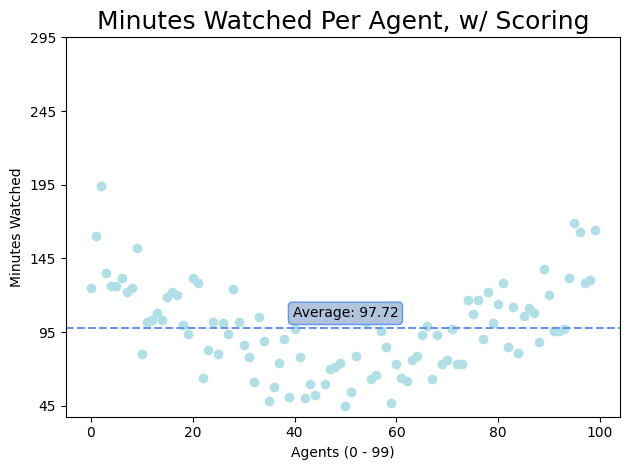 Minutes Watched Per Agent, w/ Scoring
295
245
195
145
95
45
Minutes Watched
Average: 97.72
0 20 40 60 80 100
Agents (0 - 99)